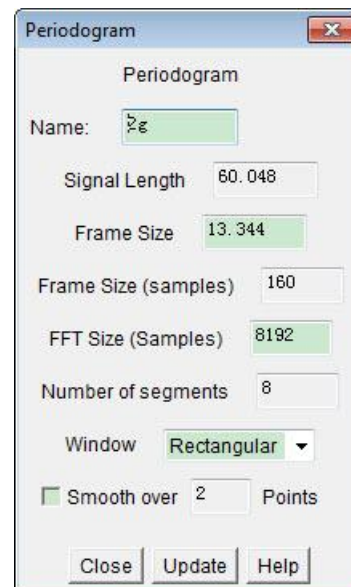 Periodogram
Periodogram
Name:
Signal Length 60.048
Frame Size 13.344
Frame Size (samples) 160
FFT Size (Samples) 8192
Number of segments 8
Window Rectangular
Smooth over 2 Points
Close Update Help